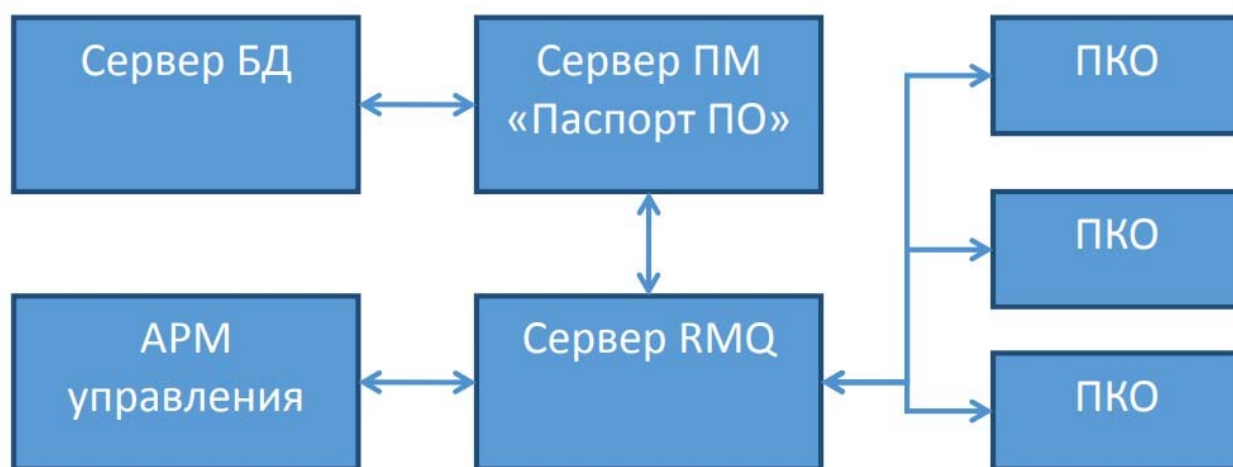 Сервер БД
Сервер ПМ
«Паспорт ПО»
ПКО
ПКО
АРМ
управления
Сервер RMQ
ПКО